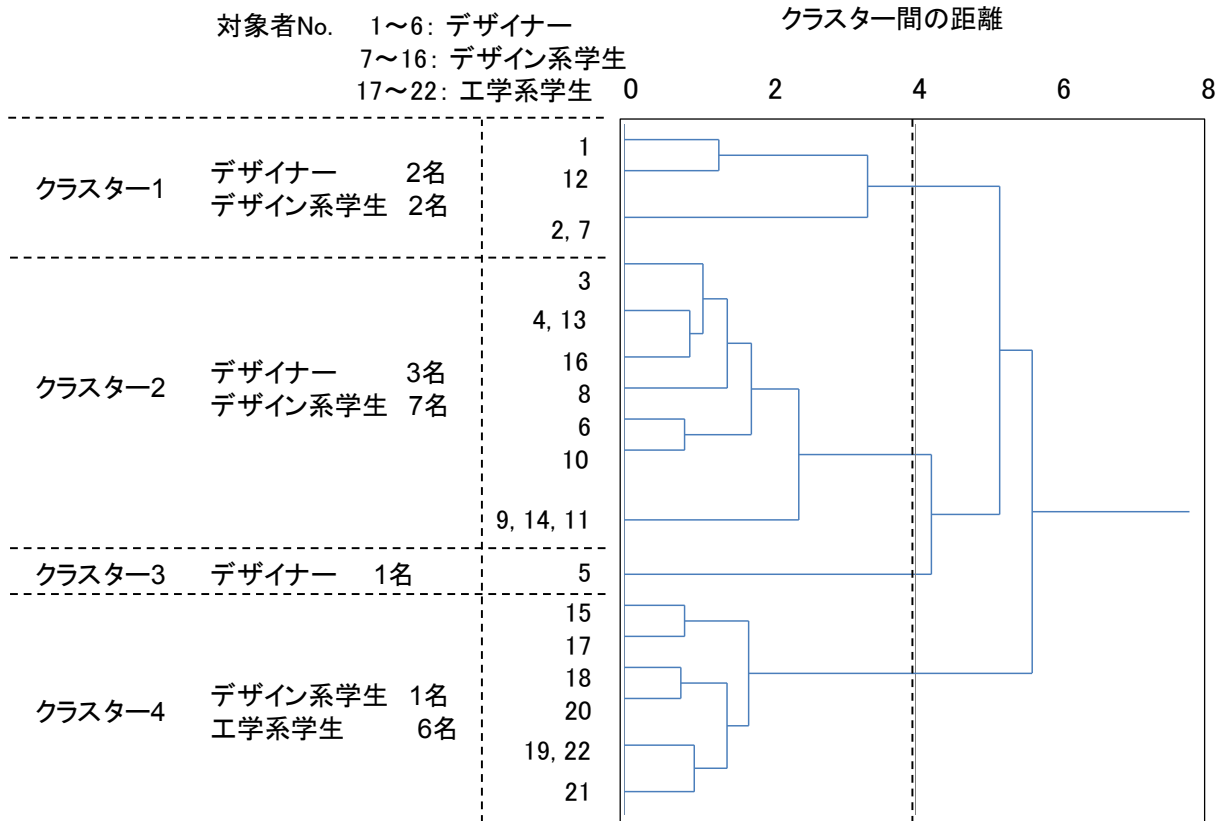 対象者No. 1～6: デザイナー
7～16: デザイン系学生
17～22: 工学系学生
クラスター間の距離
0 2 4 6 8
クラスター1
デザイナー 2名
デザイン系学生 2名
1
12
2, 7
クラスター2
デザイナー 3名
デザイン系学生 7名
3
4, 13
16
8
6
10
9, 14, 11
クラスター3 デザイナー 1名
5
クラスター4
デザイン系学生 1名
工学系学生 6名
15
17
18
20
19, 22
21